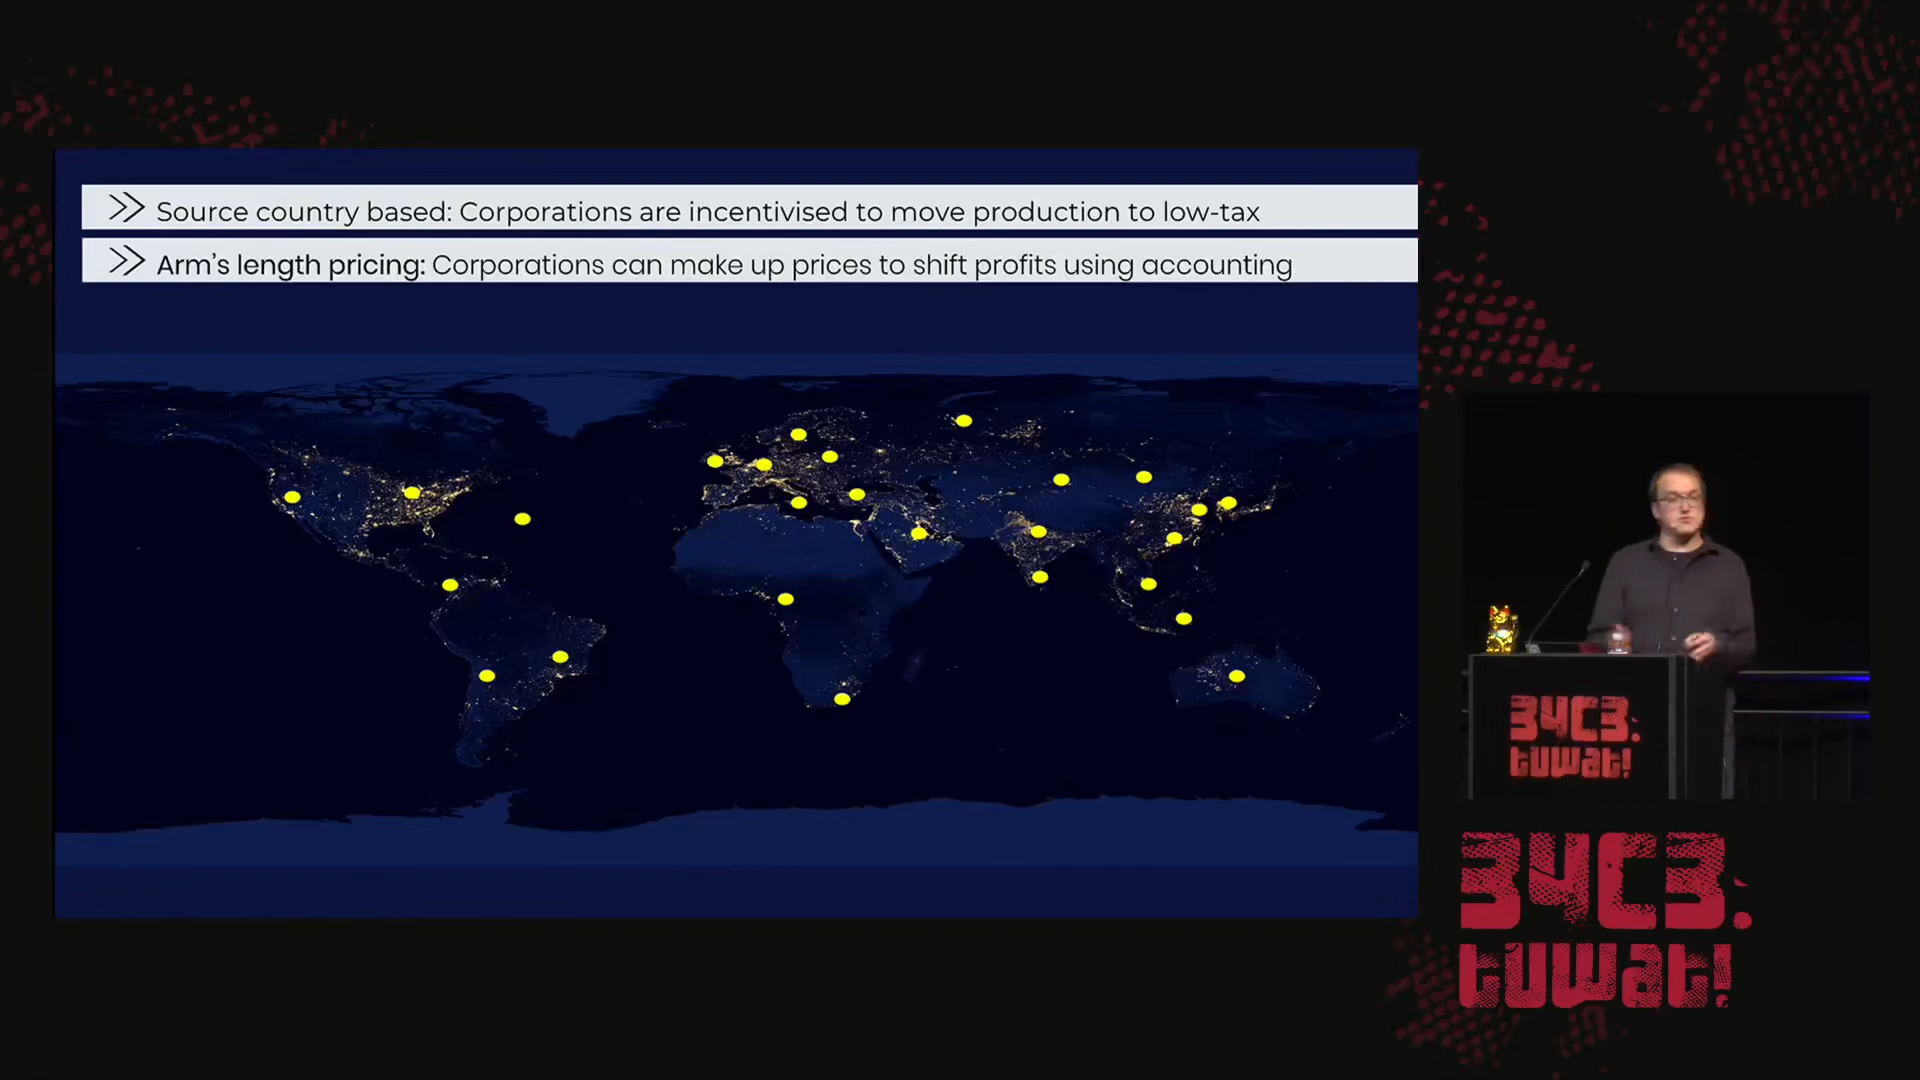 Source country based: Corporations are incentivised to move production to low-tax
Arm's length pricing: Corporations can make up prices to shift profits using accounting
34C3.
tuwat!
34C3.
tuwat!